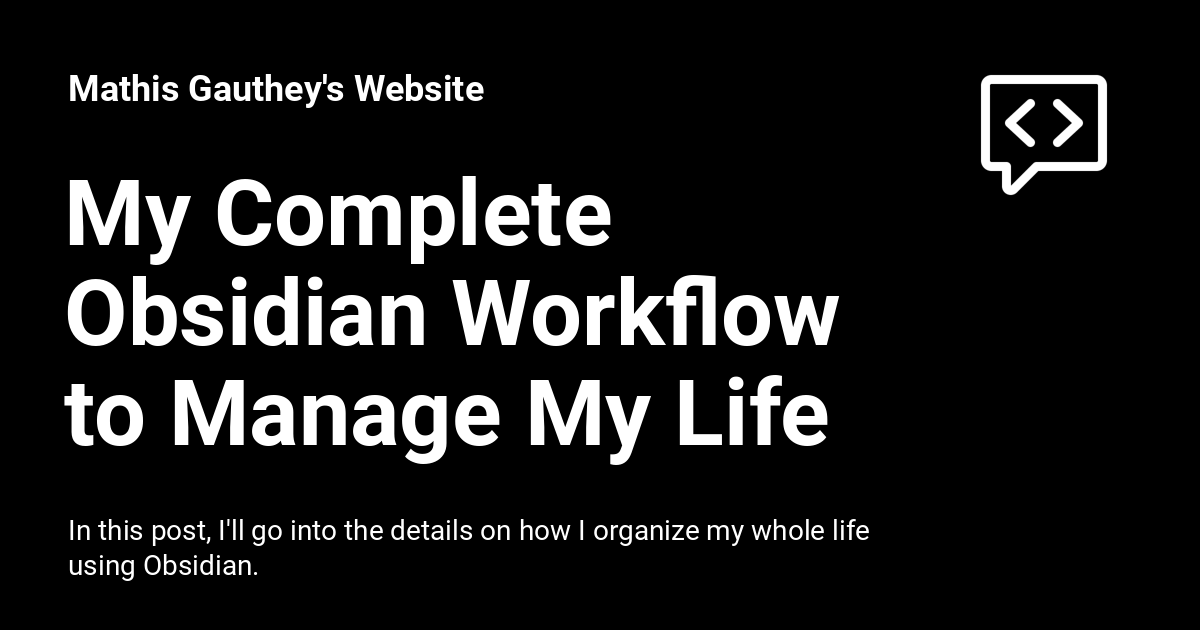 Mathis Gauthey's Website
My Complete
Obsidian Workflow
to Manage My Life
In this post, I'll go into the details on how I organize my whole life
using Obsidian.